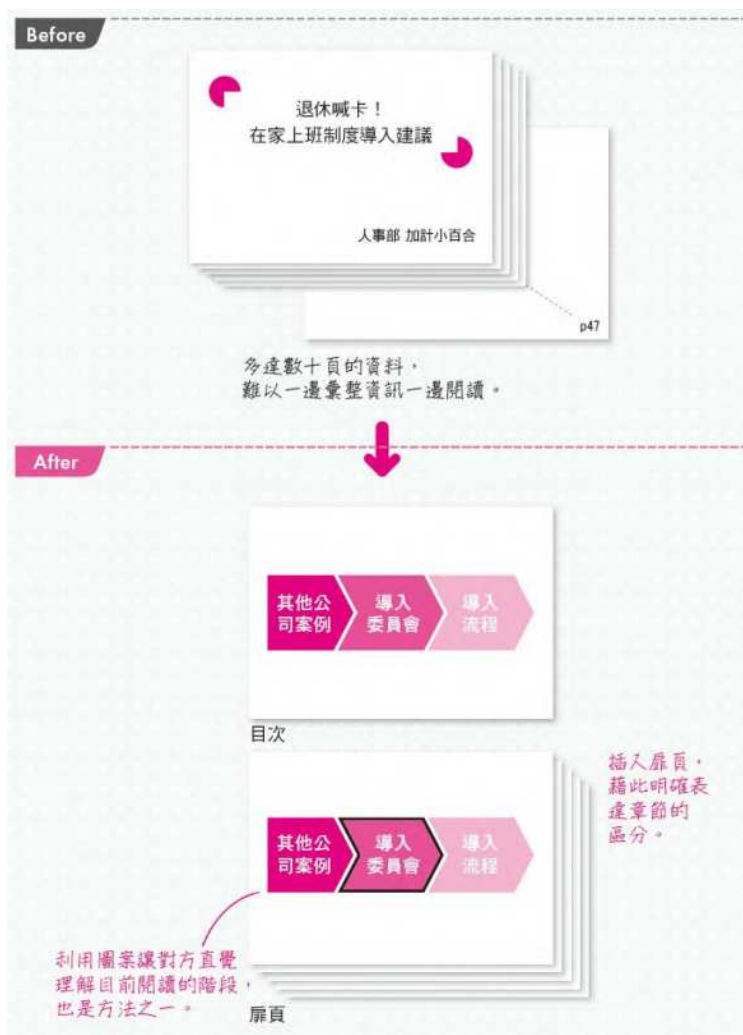 Before
退休喊卡！
在家上班制度導入建議
人事部 加計小百合
p47
多達數十頁的資料，
難以一邊彙整資訊一邊閱讀。
After
其他公
司案例
導入
委員會
導入
流程
目次
插入扉頁，
藉此明確表
達章節的
區分。
其他公
司案例
導入
委員會
導入
流程
利用圖案讓對方直覺
理解目前閱讀的階段，
也是方法之一。
扉頁